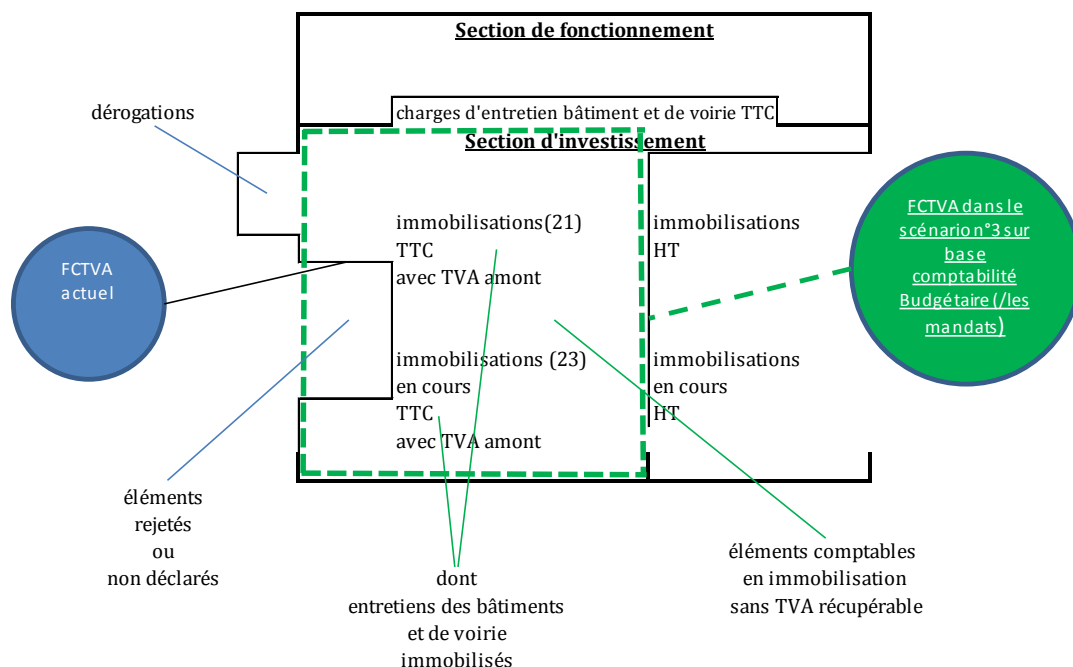 Section de fonctionnement
dérogations
charges d'entretien bâtiment et de voirie TTC
Section d'investissement
FCTVA
actuel
immobilisations(21)
TTC
avec TVA amont
immobilisations
HT
FCTVA dans le
scénario n°3 sur
base
comptabilité
Budgétaire (/les
mandats)
immobilisations (23)
en cours
TTC
avec TVA amont
immobilisations
en cours
HT
éléments
rejetés
ou
non déclarés
dont
entretiens des bâtiments
et de voirie
immobilisés
éléments comptables
en immobilisation
sans TVA récupérable